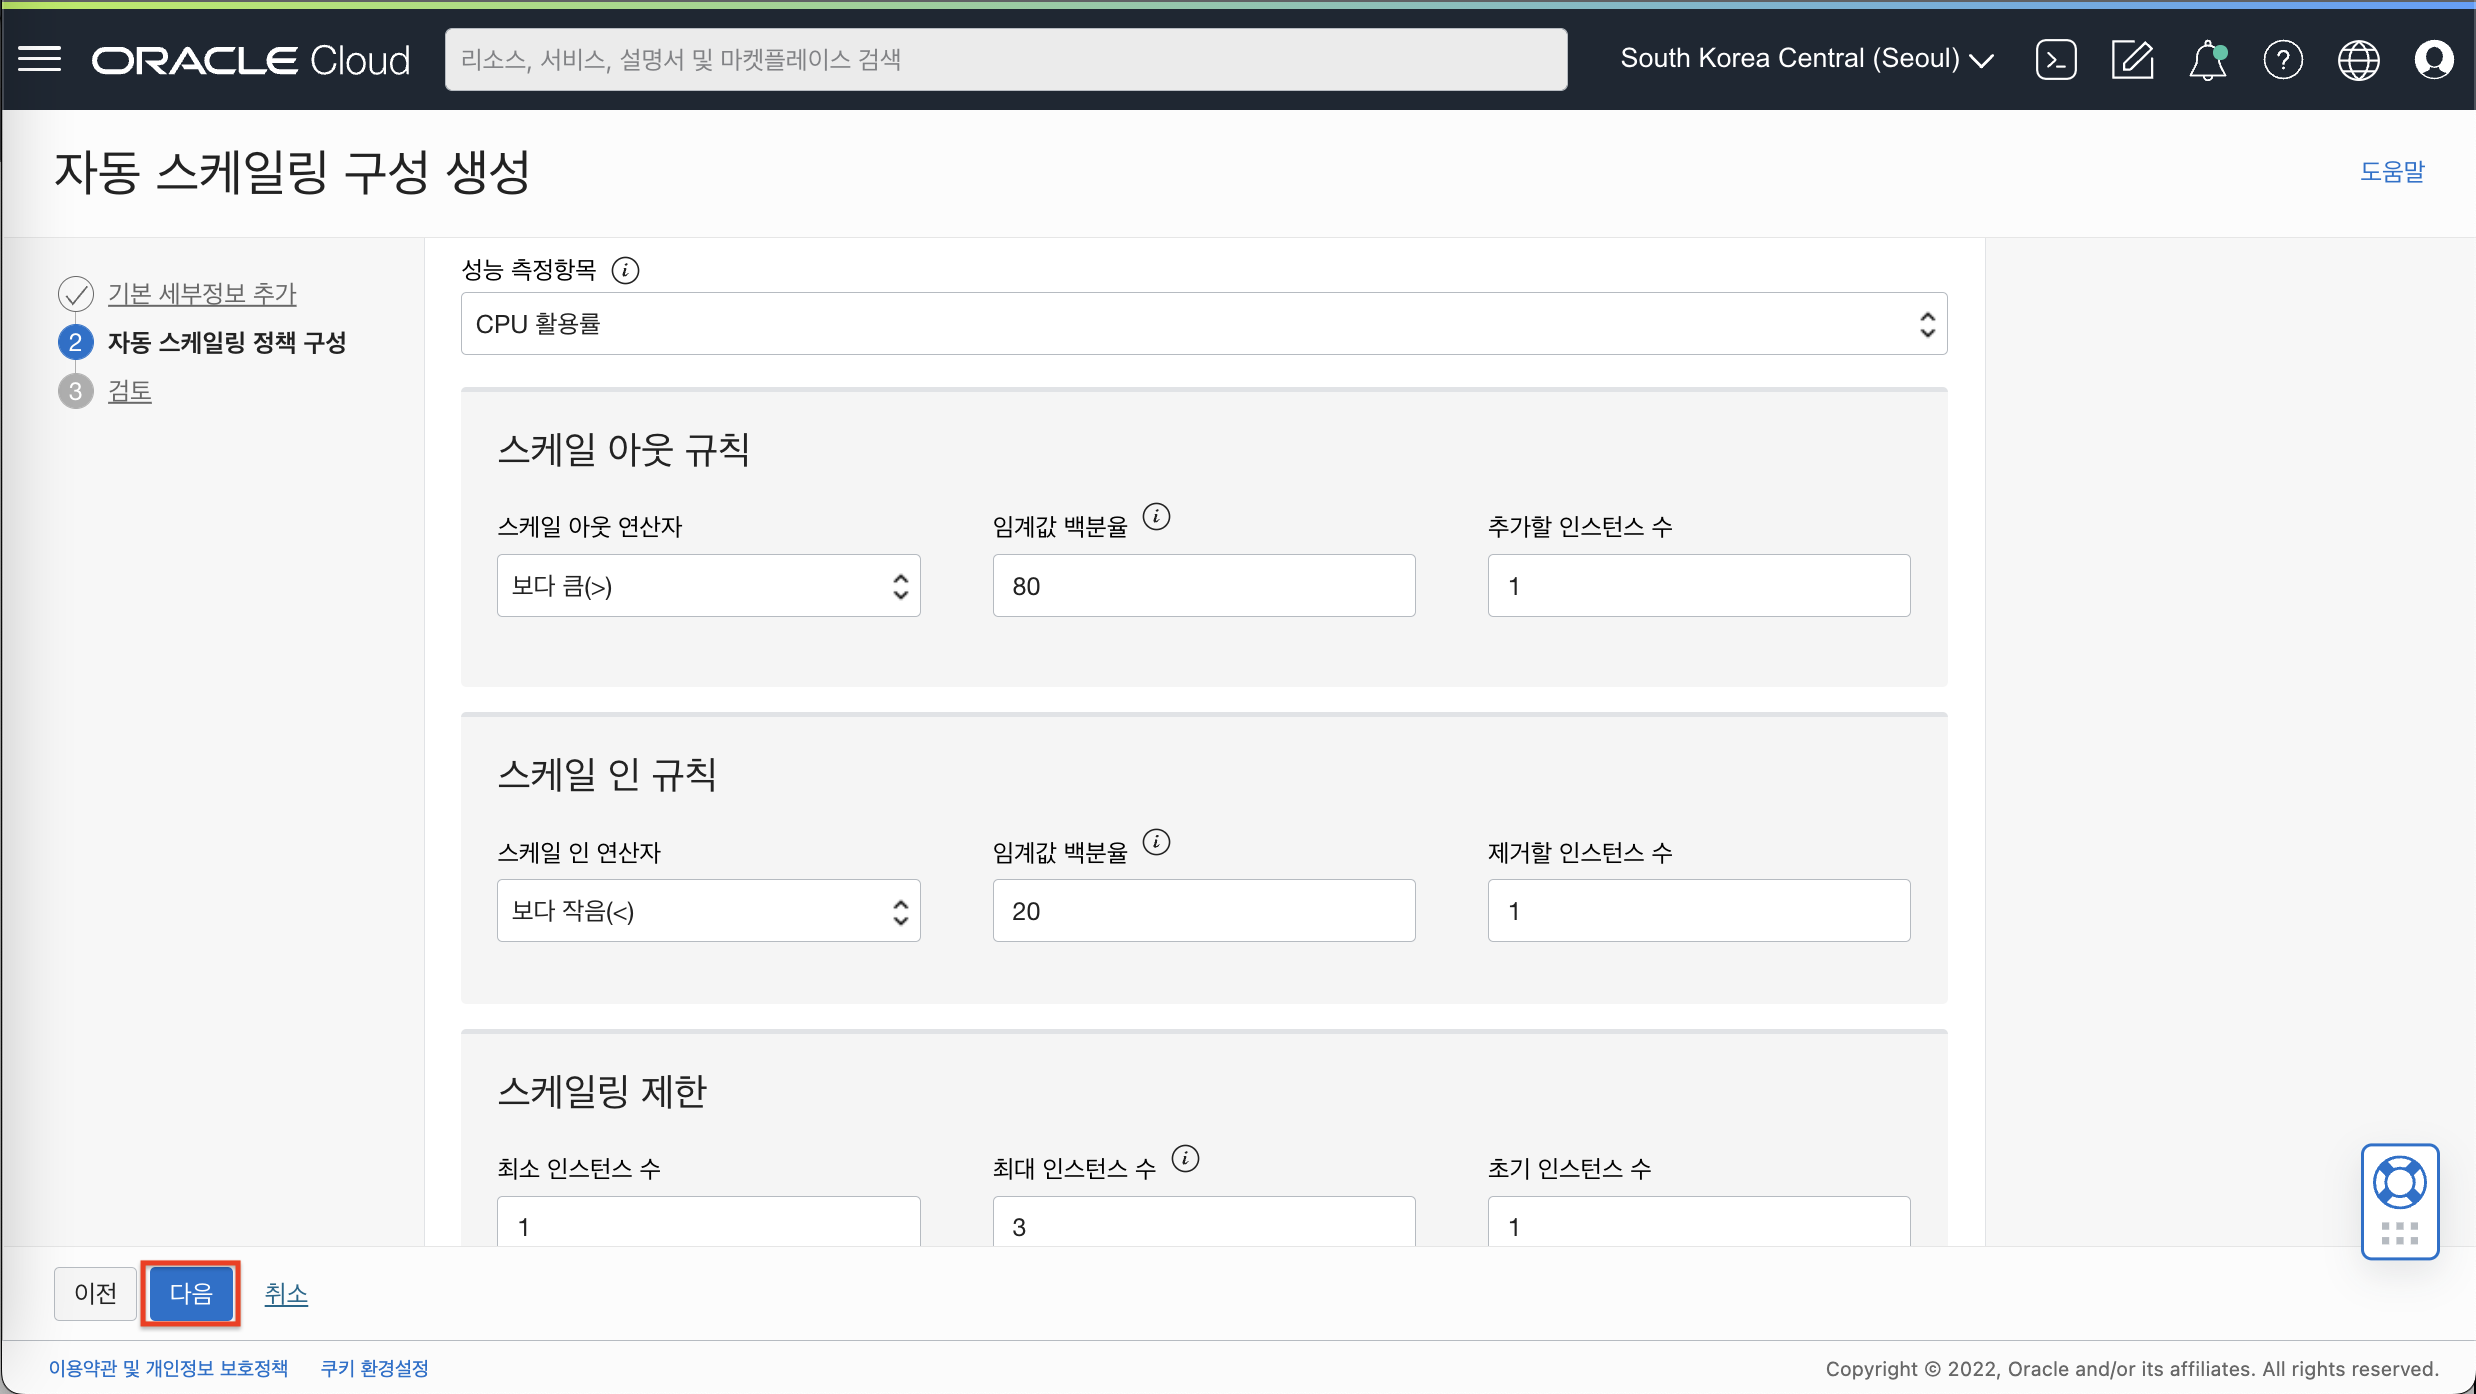 ORACLE Cloud
리소스, 서비스, 설명서 및 마켓플레이스 검색
South Korea Central (Seoul)
자동 스케일링 구성 생성
도움말
기본 세부정보 추가
2 자동 스케일링 정책 구성
3 검토
성능 측정항목
CPU 활용률
스케일 아웃 규칙
스케일 아웃 연산자 임계값 백분율 추가할 인스턴스 수
보다 큼(>) 80 1
스케일 인 규칙
스케일 인 연산자 임계값 백분율 제거할 인스턴스 수
보다 작음(<) 20 1
스케일링 제한
최소 인스턴스 수 최대 인스턴스 수 초기 인스턴스 수
1 3 1
이전 다음 취소
이용약관 및 개인정보 보호정책 쿠키 환경설정
Copyright © 2022, Oracle and/or its affiliates. All rights reserved.